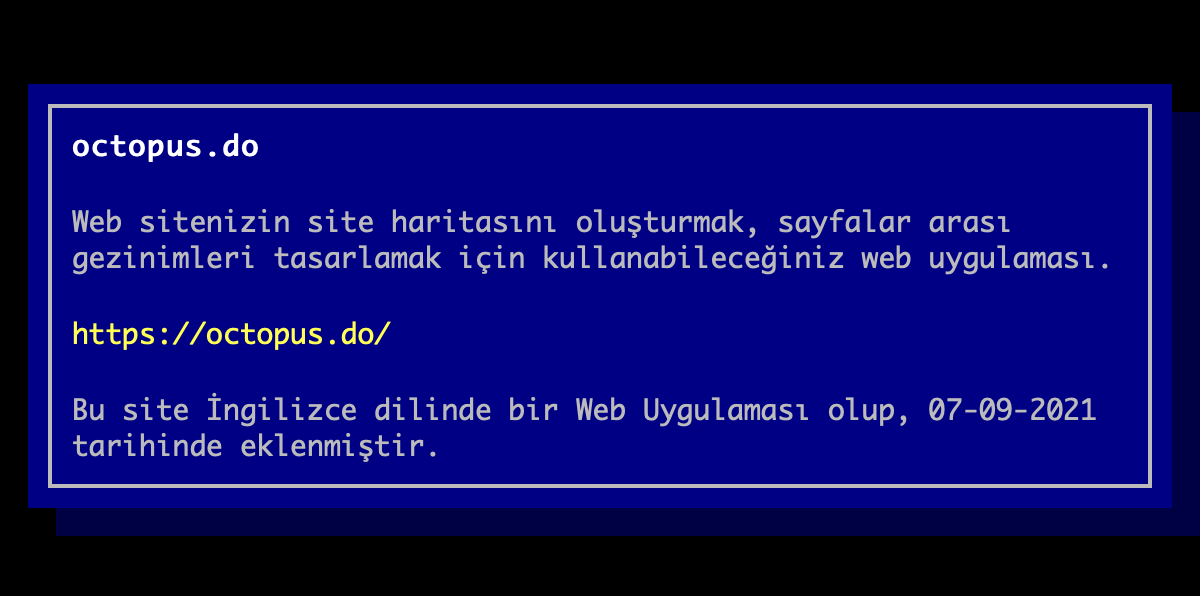 octopus.do
Web sitenizin site haritasını oluşturmak, sayfalar arası
gezinimleri tasarlamak için kullanabileceğiniz web uygulaması.
https://octopus.do/
Bu site İngilizce dilinde bir Web Uygulaması olup, 07-09-2021
tarihinde eklenmiştir.